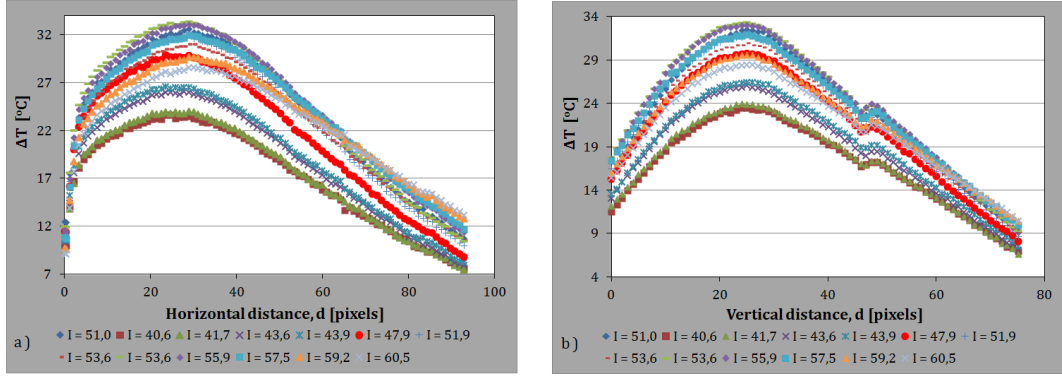 32
27
22
17
12
7
ΔT [ºC]
0 20 40 60 80 100
Horizontal distance, d [pixels]
I = 51,0 I = 40,6 I = 41,7 I = 43,6 I = 43,9 I = 47,9 I = 51,9
I = 53,6 I = 53,6 I = 55,9 I = 57,5 I = 59,2 I = 60,5
a)
34
29
24
19
14
9
4
ΔT [ºC]
0 20 40 60 80
Vertical distance, d [pixels]
I = 51,0 I = 40,6 I = 41,7 I = 43,6 I = 43,9 I = 47,9 I = 51,9
I = 53,6 I = 53,6 I = 55,9 I = 57,5 I = 59,2 I = 60,5
b)